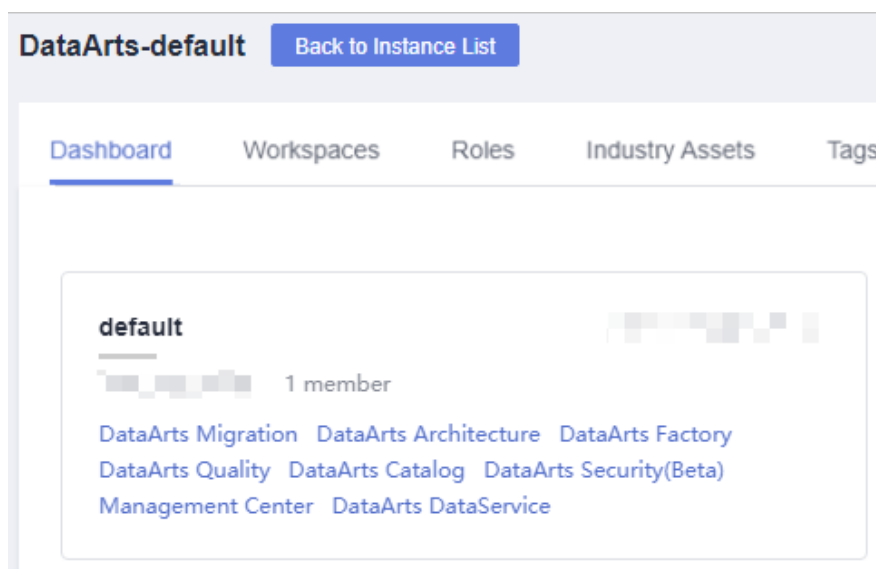 DataArts-default Back to Instance List
Dashboard Workspaces Roles Industry Assets Tags
default
1 member
DataArts Migration DataArts Architecture DataArts Factory
DataArts Quality DataArts Catalog DataArts Security(Beta)
Management Center DataArts DataService